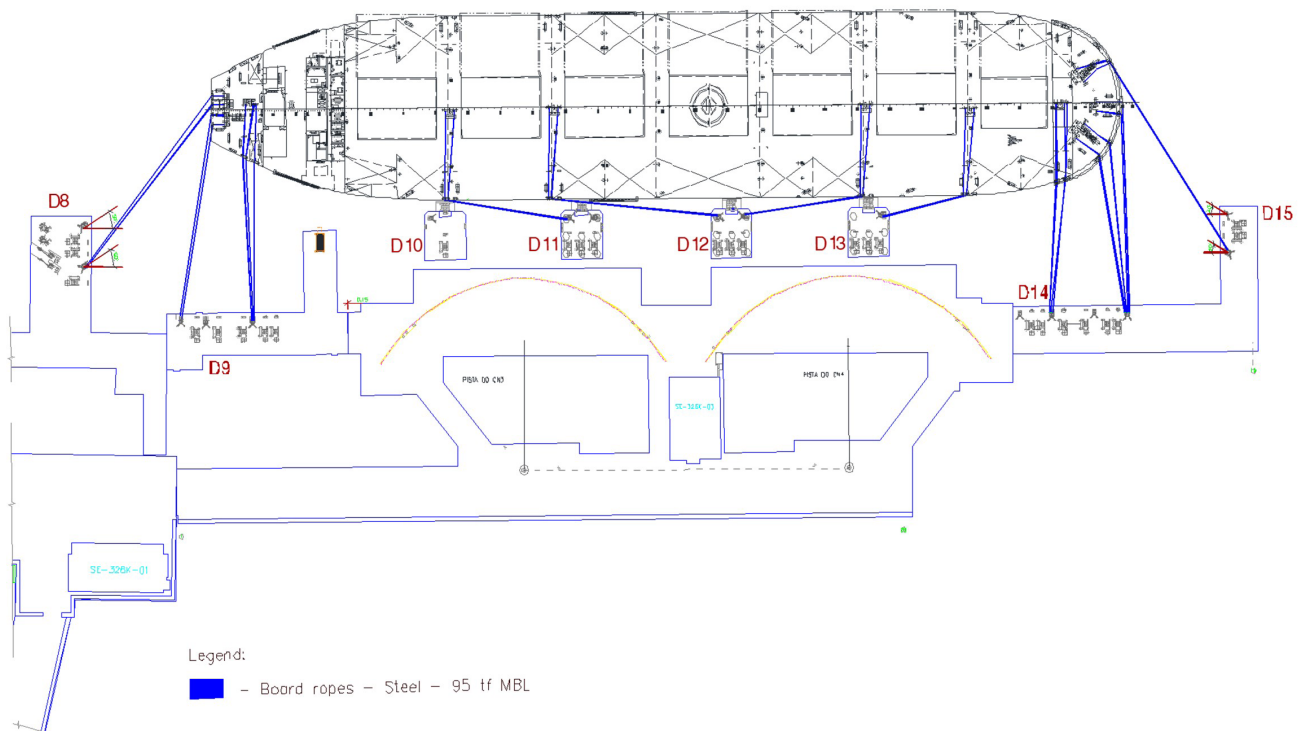 D8
D15
D10
D11
D12
D13
D14
D9
PISTA DO CN3
PISTA DO CN4
SE-326K-03
SE-326K-01
Legend:
- Board ropes - Steel - 95 tf MBL